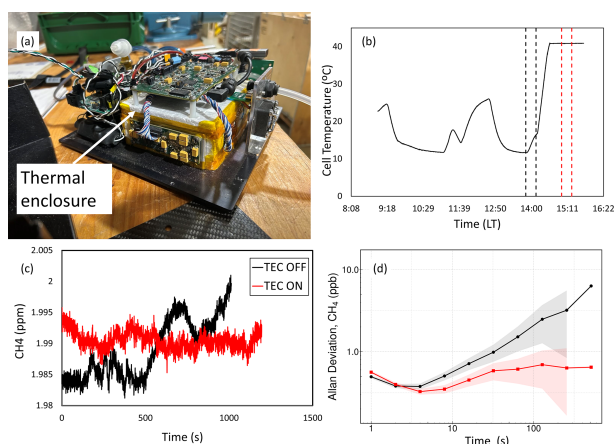 (a)
Thermal
enclosure
(b)
Cell Temperature (ºC)
50
40
30
20
10
0
8:08 9:18 10:29 11:39 12:50 14:00 15:11 16:22
Time (LT)
(c)
CH4 (ppm)
2.005
2
1.995
1.99
1.985
1.98
0 500 1000 1500
Time (s)
TEC OFF
TEC ON
(d)
Allan Deviation, CH₄ (ppb)
10.0
1.0
1 10 100
Time, (s)